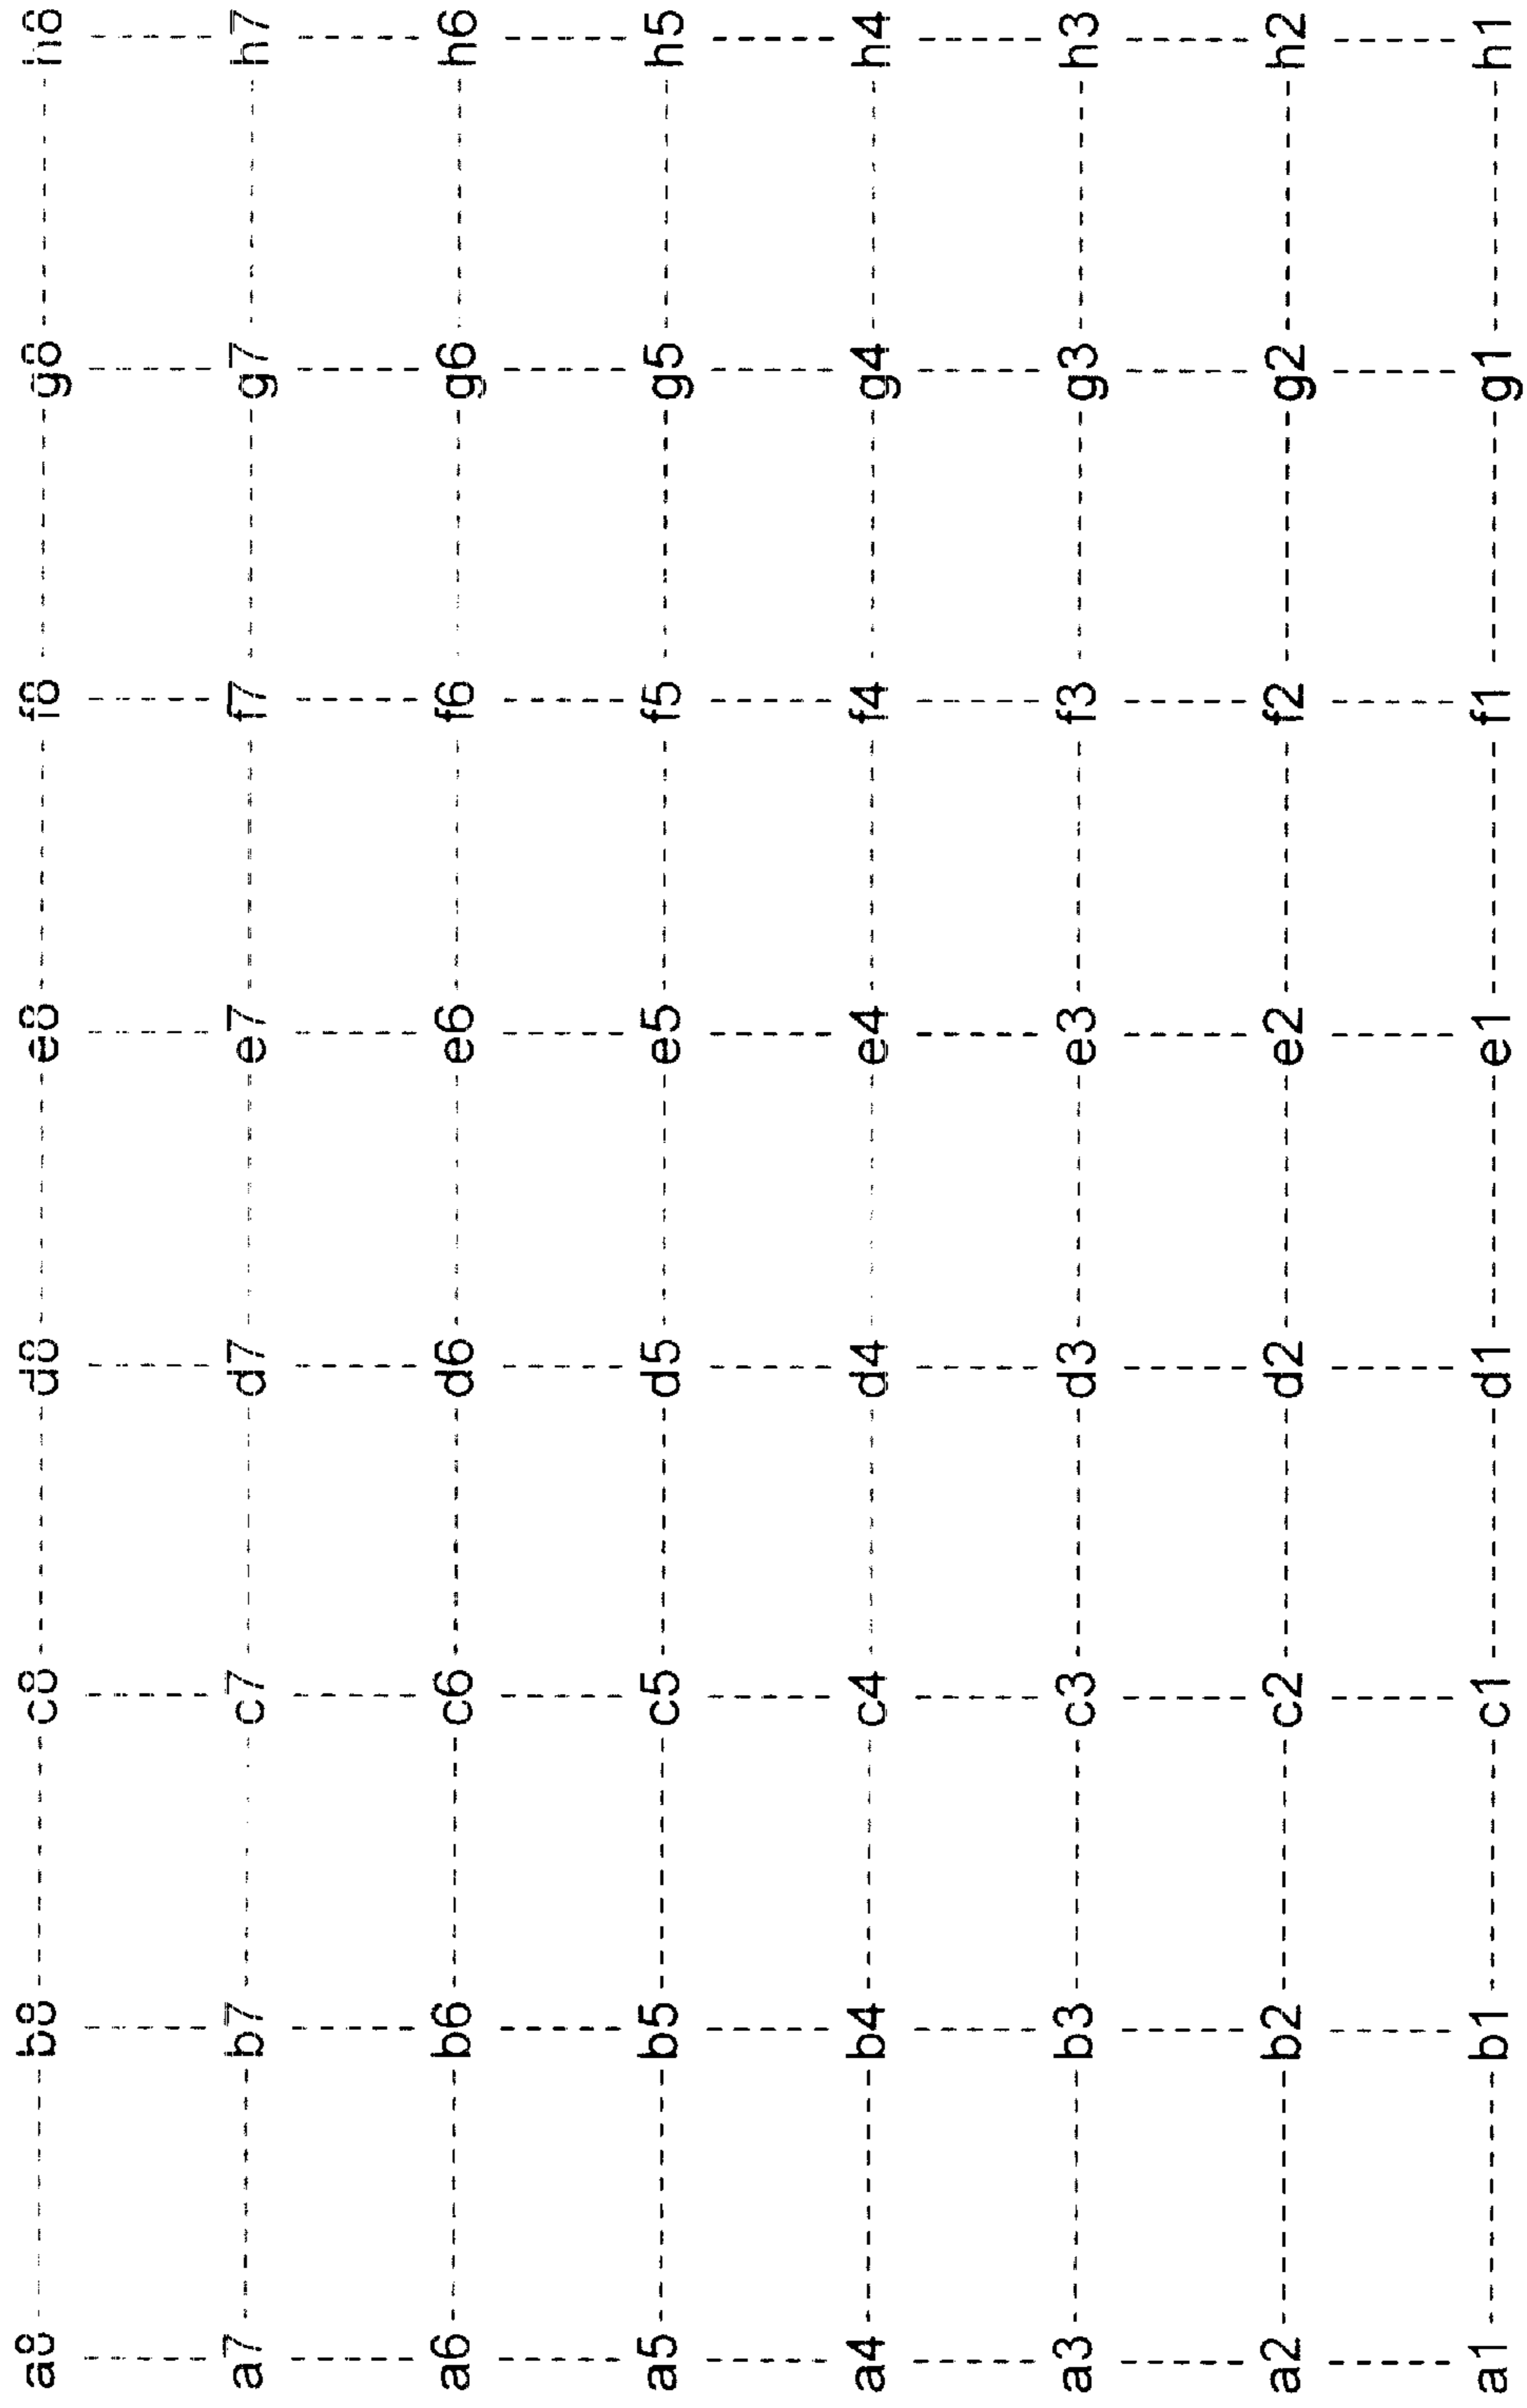 a8 b8 c8 d8 e8 f8 g8 h8
a7 b7 c7 d7 e7 f7 g7 h7
a6 b6 c6 d6 e6 f6 g6 h6
a5 b5 c5 d5 e5 f5 g5 h5
a4 b4 c4 d4 e4 f4 g4 h4
a3 b3 c3 d3 e3 f3 g3 h3
a2 b2 c2 d2 e2 f2 g2 h2
a1 b1 c1 d1 e1 f1 g1 h1